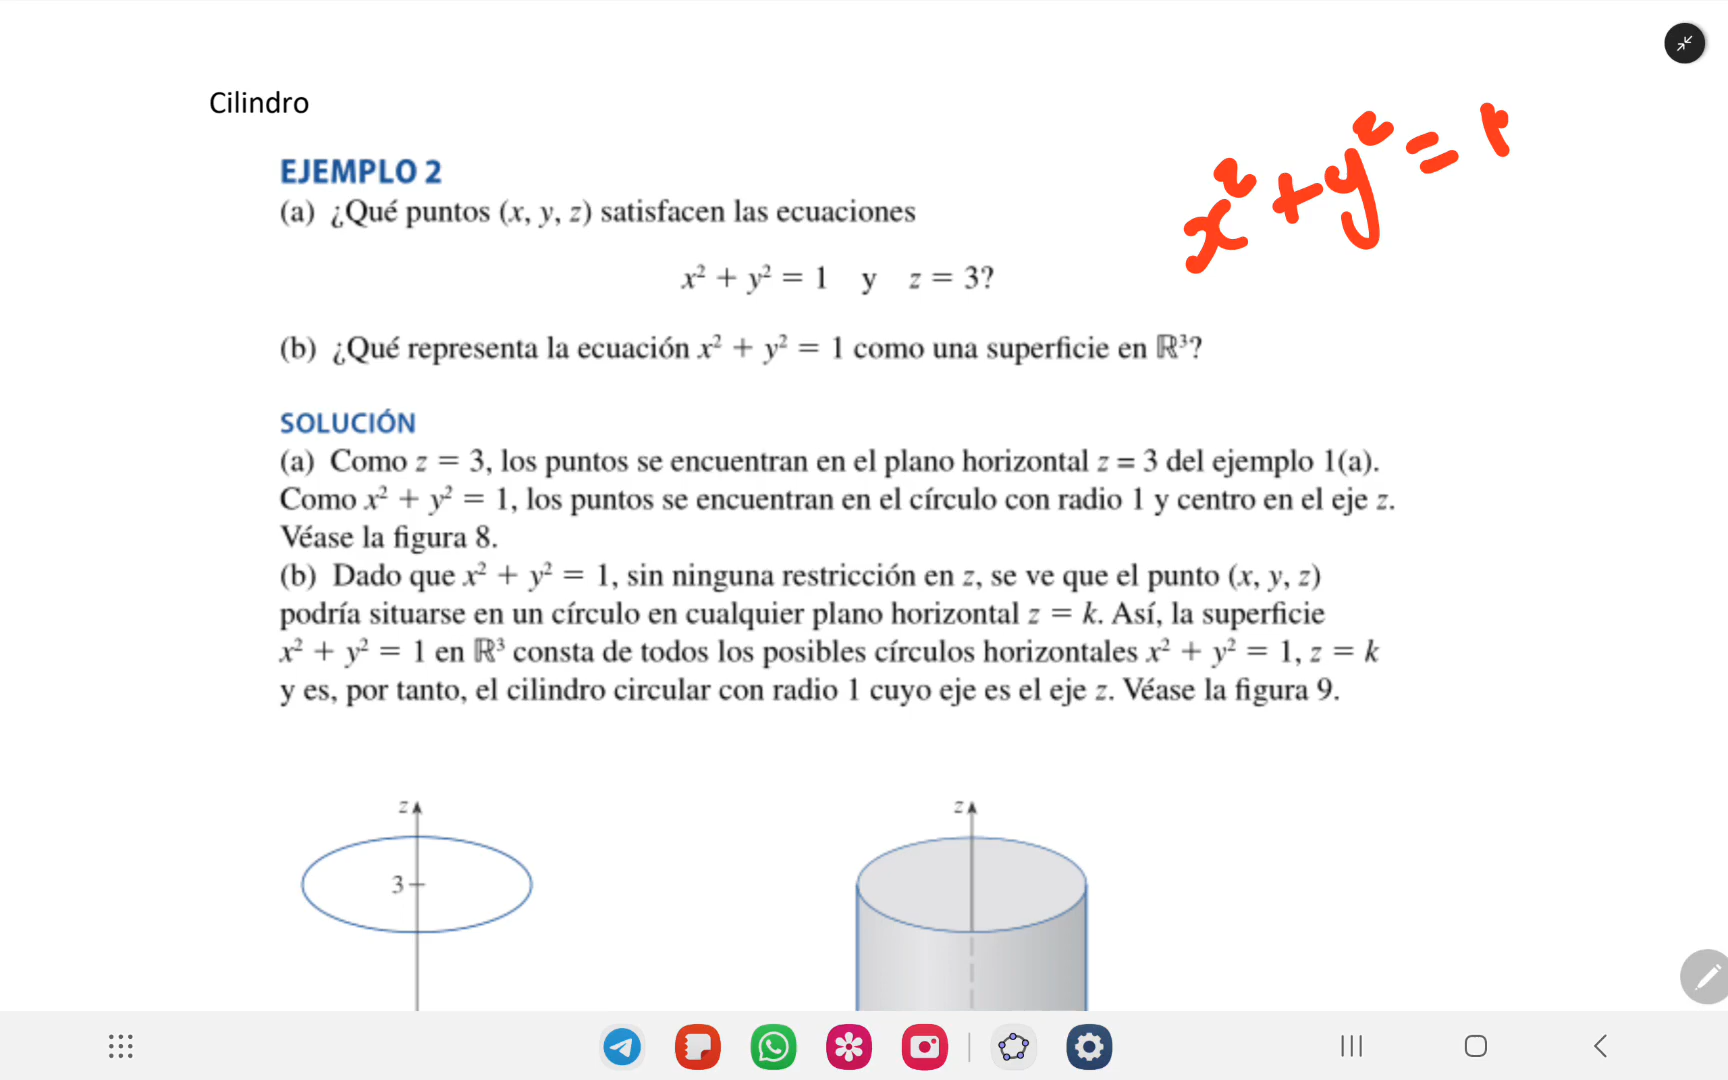 Cilindro
x² + y² = r
EJEMPLO 2
(a) ¿Qué puntos (x, y, z) satisfacen las ecuaciones
x² + y² = 1 y z = 3?
(b) ¿Qué representa la ecuación x² + y² = 1 como una superficie en ℝ³?
SOLUCIÓN
(a) Como z = 3, los puntos se encuentran en el plano horizontal z = 3 del ejemplo 1(a).
Como x² + y² = 1, los puntos se encuentran en el círculo con radio 1 y centro en el eje z.
Véase la figura 8.
(b) Dado que x² + y² = 1, sin ninguna restricción en z, se ve que el punto (x, y, z)
podría situarse en un círculo en cualquier plano horizontal z = k. Así, la superficie
x² + y² = 1 en ℝ³ consta de todos los posibles círculos horizontales x² + y² = 1, z = k
y es, por tanto, el cilindro circular con radio 1 cuyo eje es el eje z. Véase la figura 9.
z
z
3